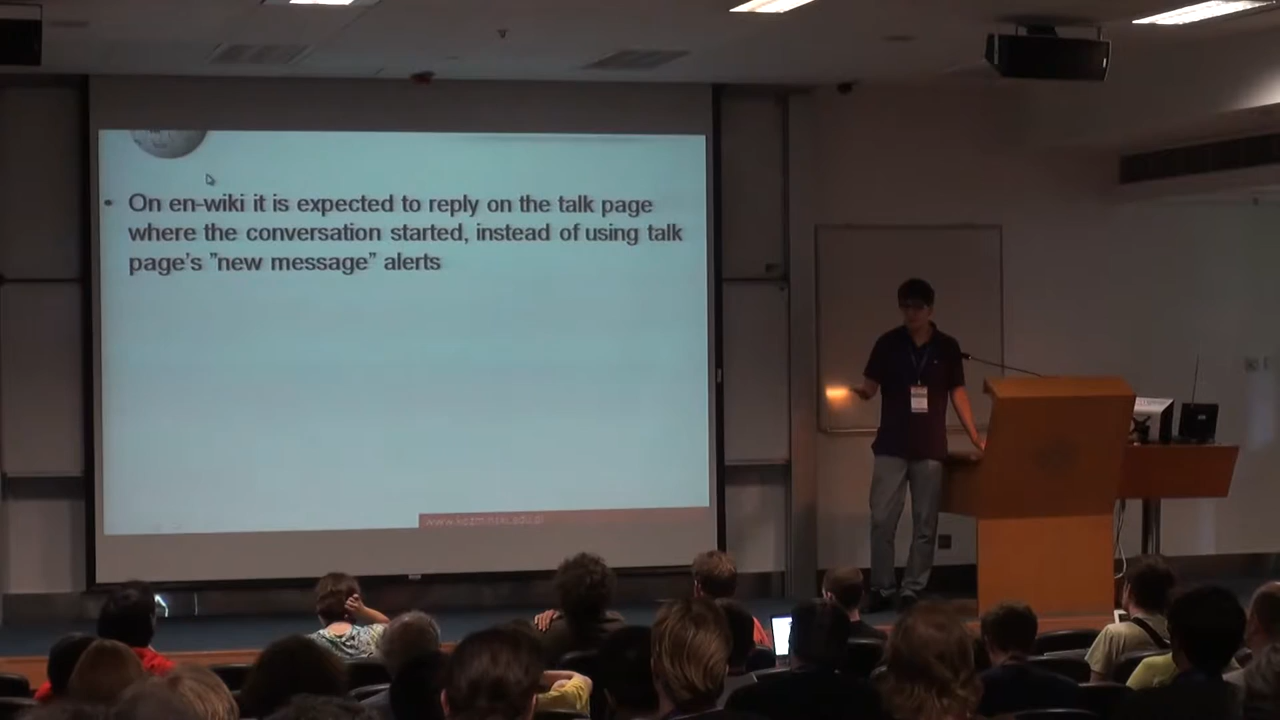 • On en-wiki it is expected to reply on the talk page
where the conversation started, instead of using talk
page's "new message" alerts
www.kozminski.edu.pl